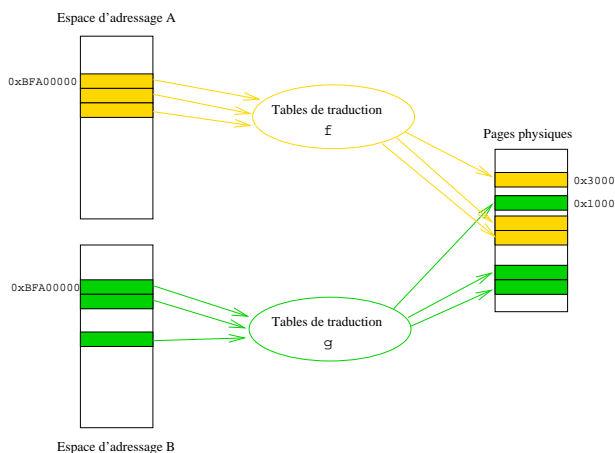 Espace d'adressage A
0xBFA00000
Tables de traduction
f
Pages physiques
0x3000
0x1000
0xBFA00000
Tables de traduction
g
Espace d'adressage B